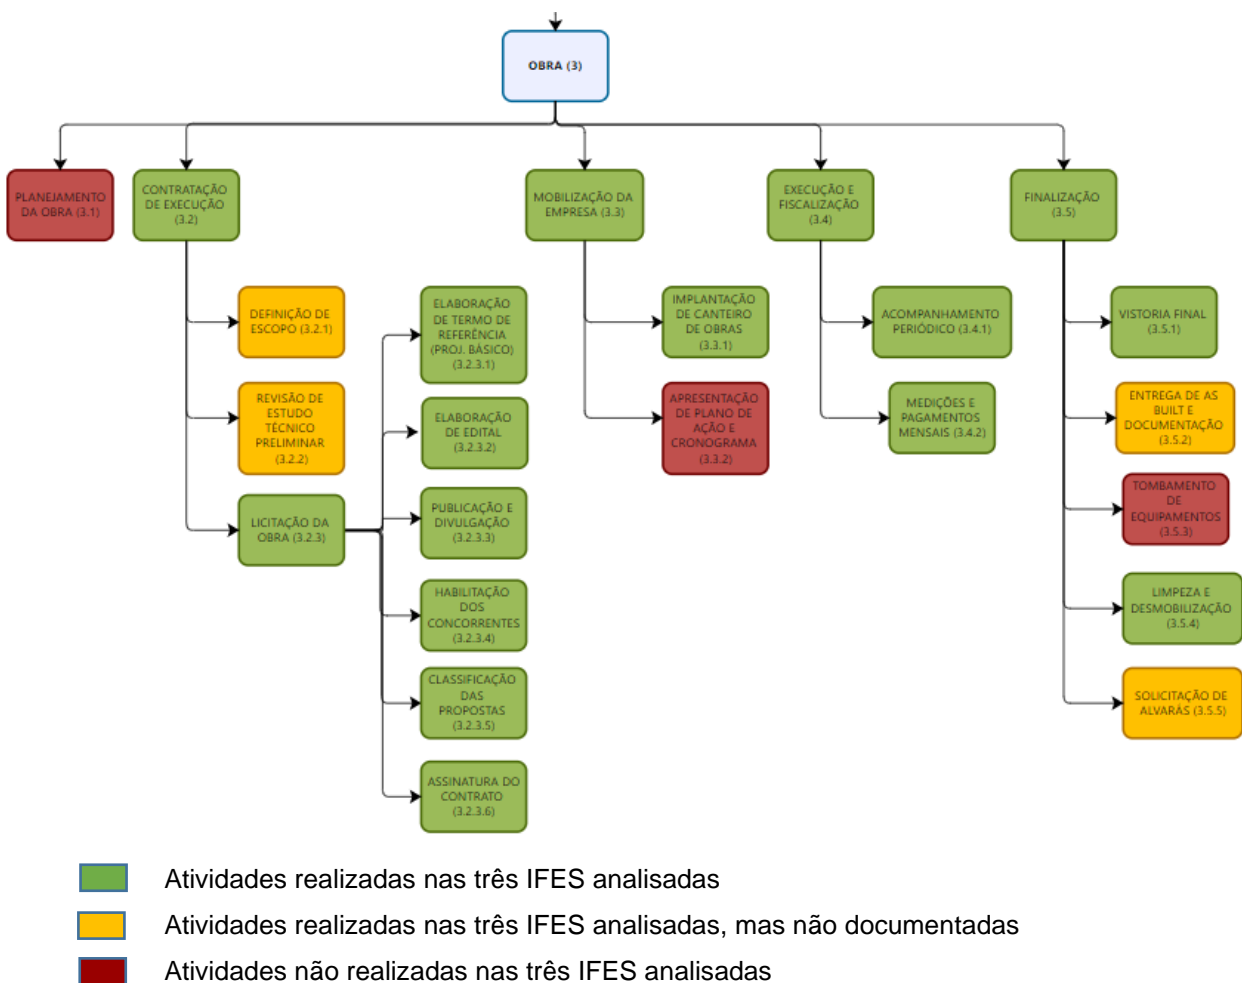 OBRA (3)
PLANEJAMENTO
DA OBRA (3.1)
CONTRATAÇÃO
DE EXECUÇÃO
(3.2)
MOBILIZAÇÃO DA
EMPRESA (3.3)
EXECUÇÃO E
FISCALIZAÇÃO
(3.4)
FINALIZAÇÃO
(3.5)
DEFINIÇÃO DE
ESCOPO (3.2.1)
REVISÃO DE
ESTUDO
TÉCNICO
PRELIMINAR
(3.2.2)
LICITAÇÃO DA
OBRA (3.2.3)
ELABORAÇÃO
DE TERMO DE
REFERÊNCIA
(PROJ. BÁSICO)
(3.2.3.1)
ELABORAÇÃO
DE EDITAL
(3.2.3.2)
PUBLICAÇÃO E
DIVULGAÇÃO
(3.2.3.3)
HABILITAÇÃO
DOS
CONCORRENTES
(3.2.3.4)
CLASSIFICAÇÃO
DAS
PROPOSTAS
(3.2.3.5)
ASSINATURA DO
CONTRATO
(3.2.3.6)
IMPLANTAÇÃO
DE CANTEIRO
DE OBRAS
(3.3.1)
APRESENTAÇÃO
DE PLANO DE
AÇÃO E
CRONOGRAMA
(3.3.2)
ACOMPANHAMENTO
PERIÓDICO (3.4.1)
MEDIÇÕES E
PAGAMENTOS
MENSAIS (3.4.2)
VISTORIA FINAL
(3.5.1)
ENTREGA DE AS
BUILT E
DOCUMENTAÇÃO
(3.5.2)
TOMBAMENTO
DE
EQUIPAMENTOS
(3.5.3)
LIMPEZA E
DESMOBILIZAÇÃO
(3.5.4)
SOLICITAÇÃO DE
ALVARÁS (3.5.5)
Atividades realizadas nas três IFES analisadas
Atividades realizadas nas três IFES analisadas, mas não documentadas
Atividades não realizadas nas três IFES analisadas